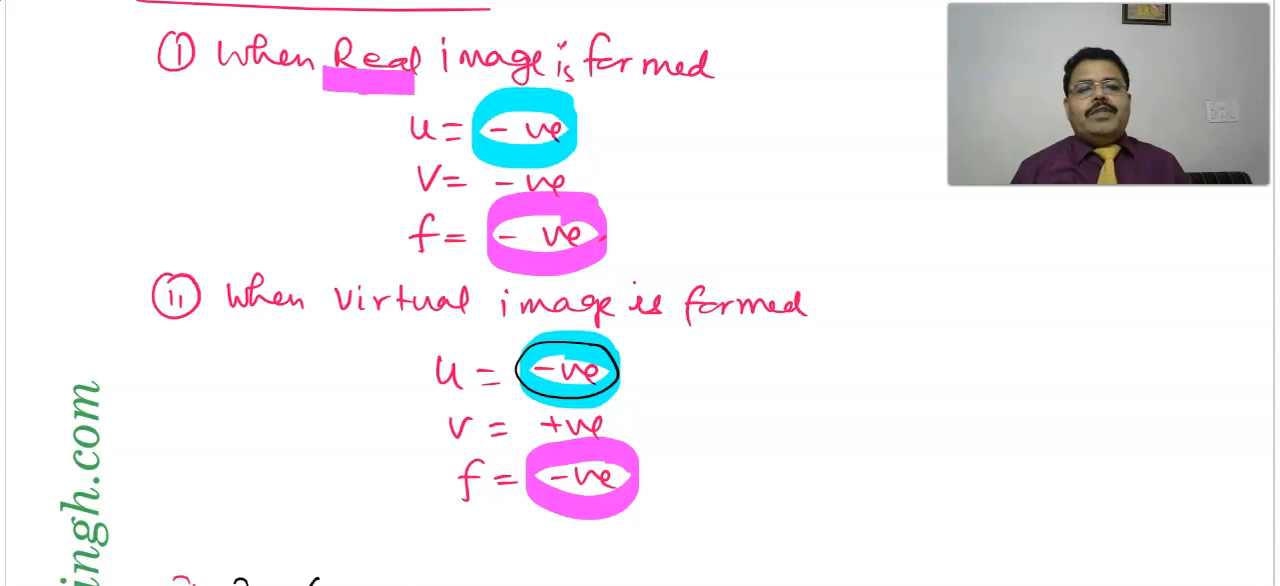 ① When Real image is formed
u = - ve
v = - ve
f = - ve
ⅱ When virtual image is formed
u = - ve
v = + ve
f = - ve
ingh.com